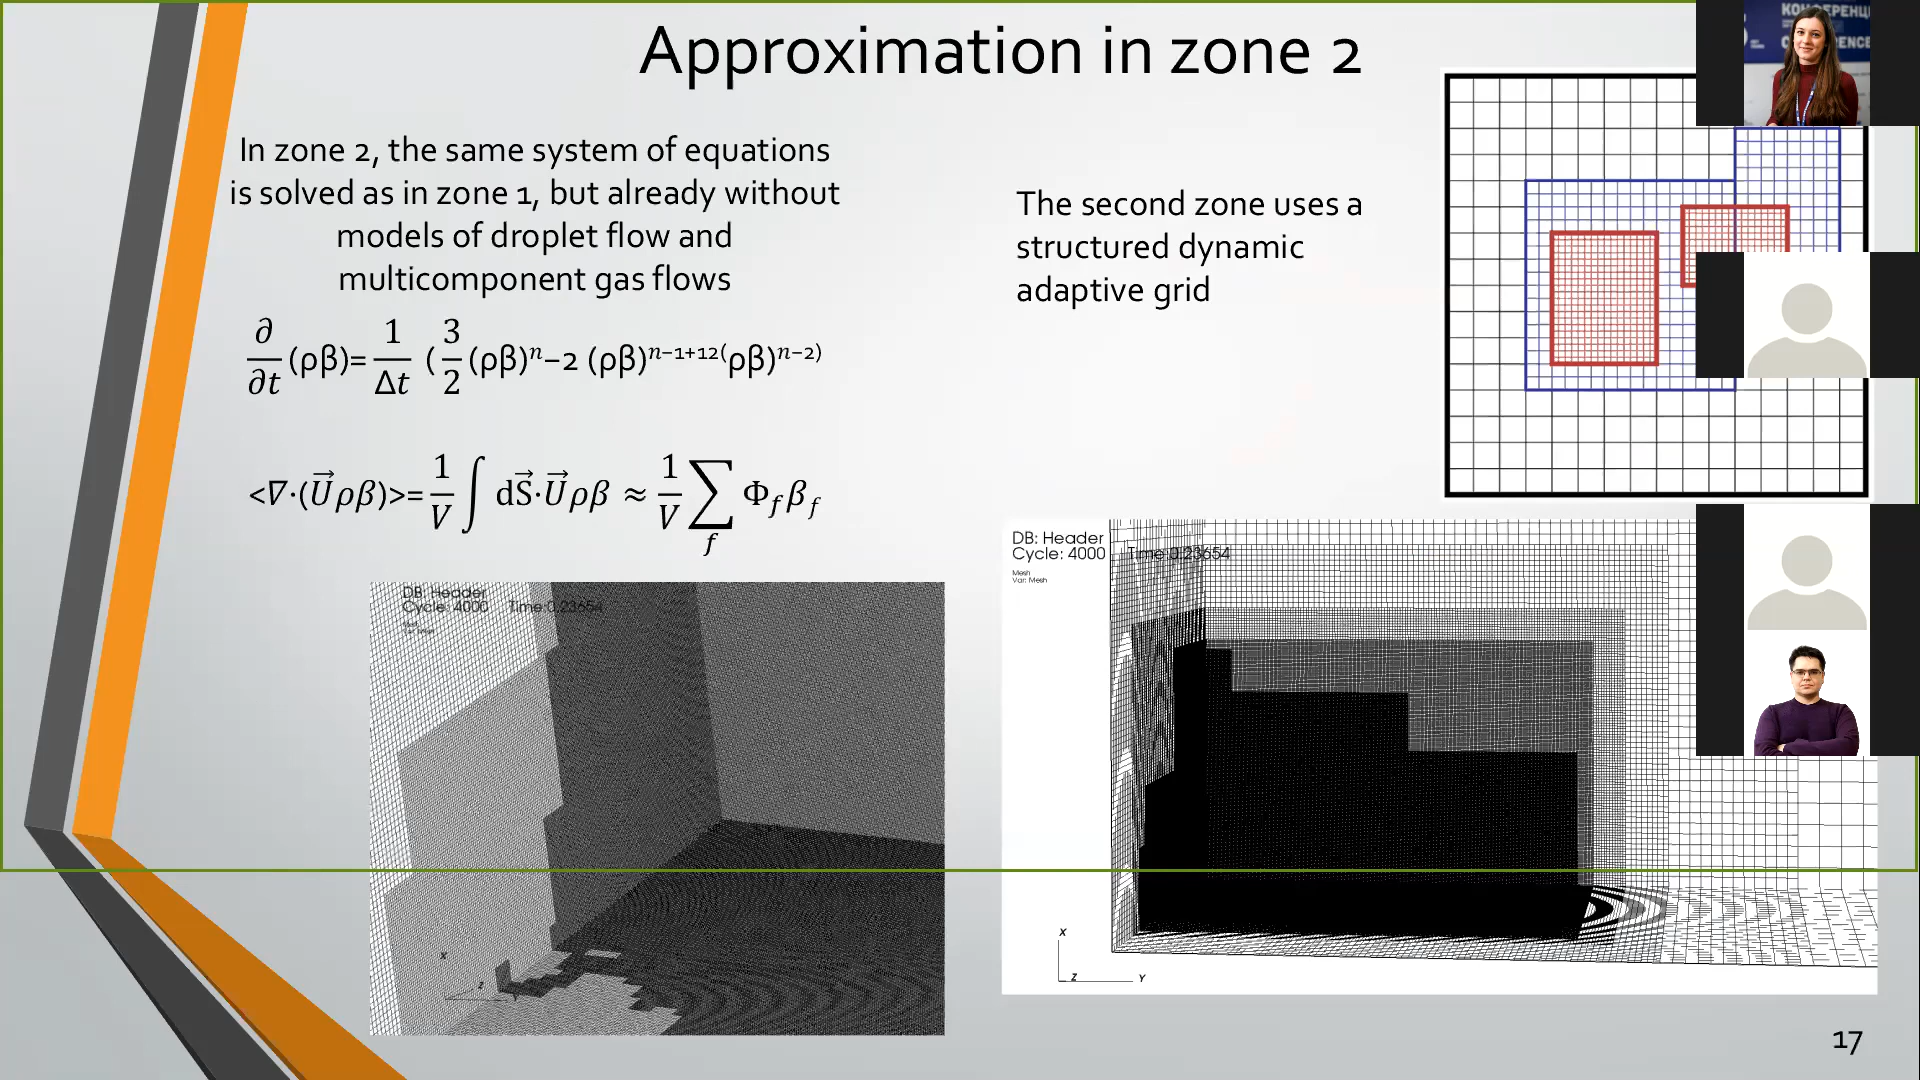 Approximation in zone 2
In zone 2, the same system of equations
is solved as in zone 1, but already without
models of droplet flow and
multicomponent gas flows
∂/∂t (ρβ)= 1/Δt ( 3/2 (ρβ)ⁿ−2 (ρβ)ⁿ⁻¹⁺¹²⁽ρβ)ⁿ⁻²⁾
<∇·(U⃗ρβ)>= 1/V ∫ dS⃗·U⃗ρβ ≈ 1/V ∑_f Φ_f β_f
The second zone uses a
structured dynamic
adaptive grid
DB: Header
Cycle: 4000 Time:0.23654
X
Z
DB: Header
Cycle: 4000 Time:0.23654
Mesh
Var: Mesh
X
Z
Y
17